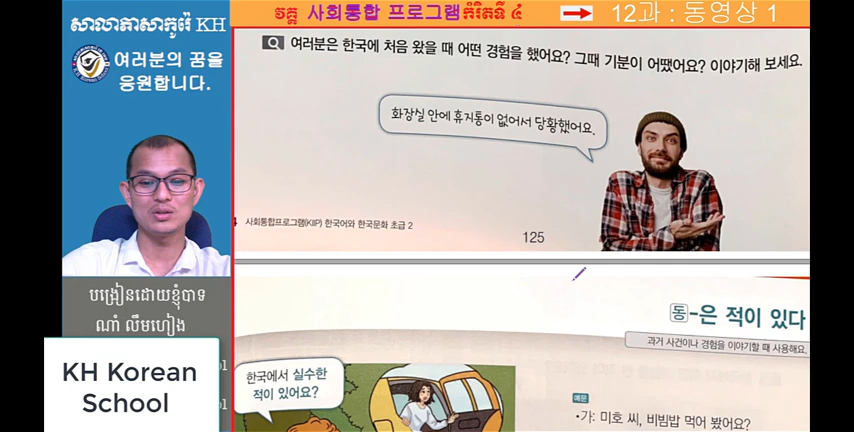 សាលាភាសាកូរ៉េ KH
여러분의 꿈을
응원합니다.
វគ្គ 사회통합 프로그램កំរិតទី ៤
12과 : 동영상 1
여러분은 한국에 처음 왔을 때 어떤 경험을 했어요? 그때 기분이 어땠어요? 이야기해 보세요.
화장실 안에 휴지통이 없어서 당황했어요.
사회통합프로그램(KIIP) 한국어와 한국문화 초급 2
125
បង្រៀនដោយខ្ញុំបាទ
ណាំ លឹមហៀង
KH Korean
School
동-은 적이 있다
과거 사건이나 경험을 이야기할 때 사용해요.
한국에서 실수한
적이 있어요?
예문
•가: 미호 씨, 비빔밥 먹어 봤어요?